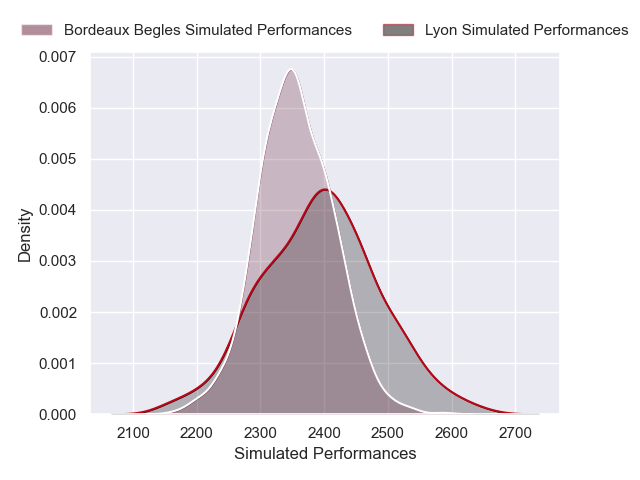 Bordeaux Begles Simulated Performances Lyon Simulated Performances
0.007
0.006
0.005
0.004
0.003
0.002
0.001
0.000
Density
2100 2200 2300 2400 2500 2600 2700
Simulated Performances